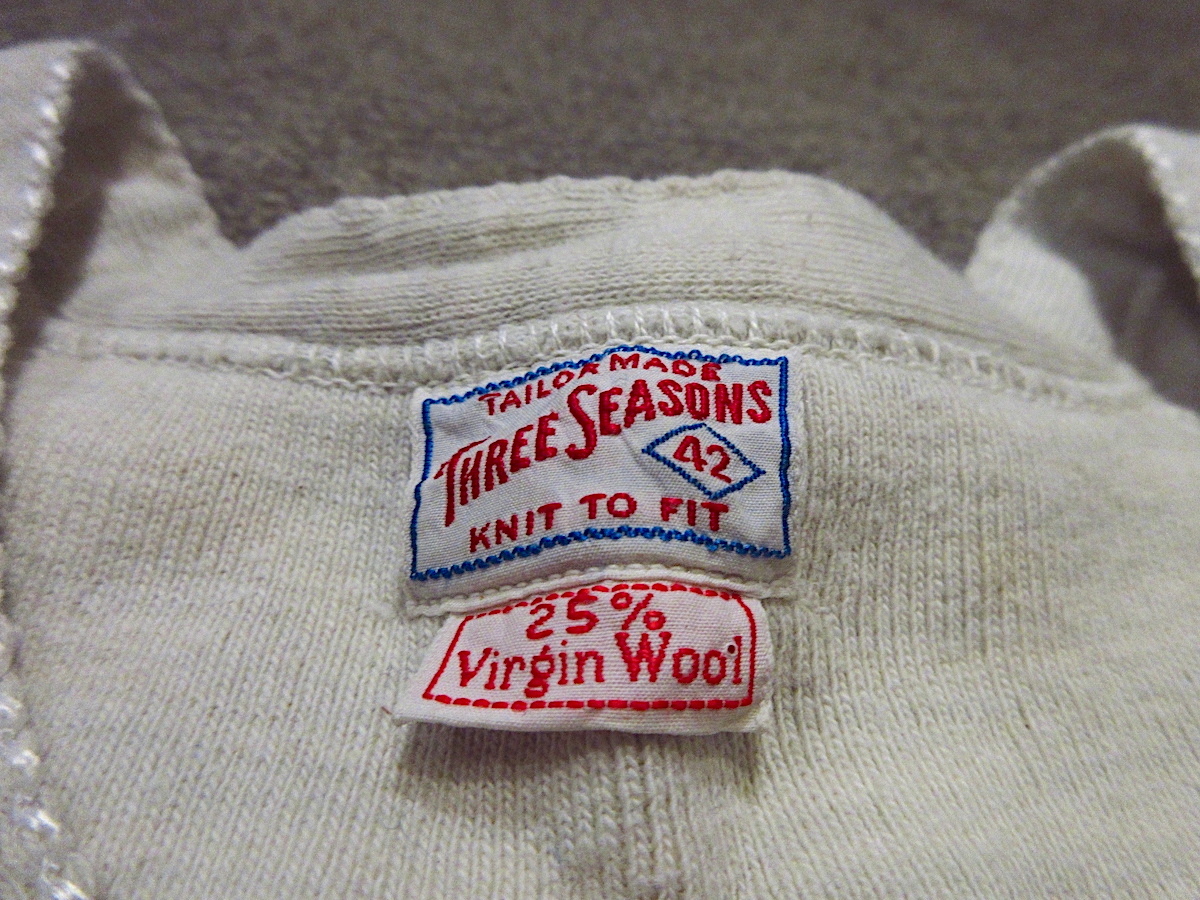 TAILOR MADE
THREE SEASONS
42
KNIT TO FIT
25%
Virgin Wool